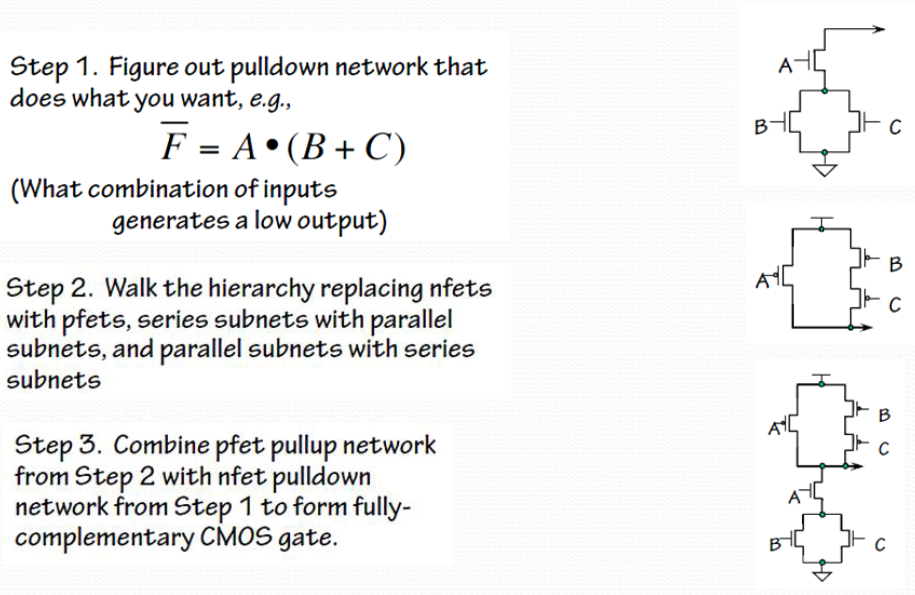 Step 1. Figure out pulldown network that
does what you want, e.g.,
F̅ = A • (B + C)
(What combination of inputs
generates a low output)
A
B
C
Step 2. Walk the hierarchy replacing nfets
with pfets, series subnets with parallel
subnets, and parallel subnets with series
subnets
A
B
C
Step 3. Combine pfet pullup network
from Step 2 with nfet pulldown
network from Step 1 to form fully-
complementary CMOS gate.
A
B
C
A
B
C